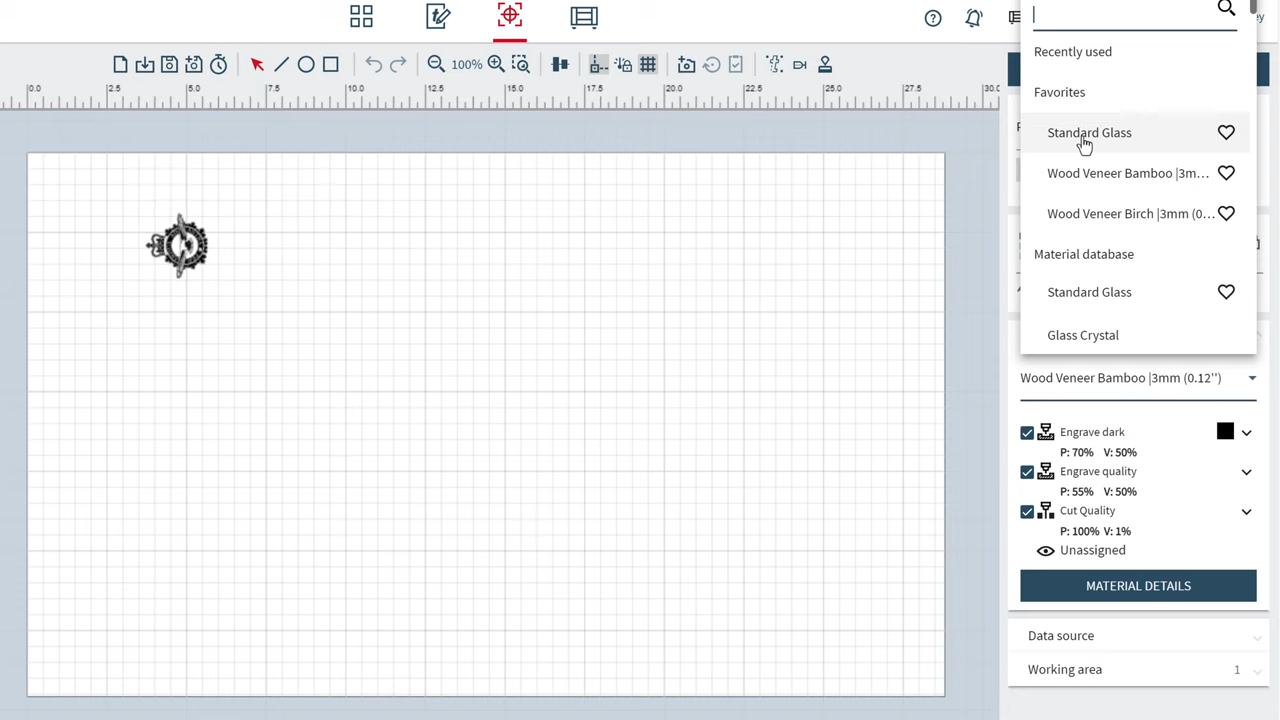 ey
Recently used
100%
0.0 2.5 5.0 7.5 10.0 12.5 15.0 17.5 20.0 22.5 25.0 27.5 30.0
Favorites
Standard Glass
Wood Veneer Bamboo |3m...
Wood Veneer Birch |3mm (0...
Material database
Standard Glass
Glass Crystal
Wood Veneer Bamboo |3mm (0.12'')
Engrave dark
P: 70% V: 50%
Engrave quality
P: 55% V: 50%
Cut Quality
P: 100% V: 1%
Unassigned
MATERIAL DETAILS
Data source
Working area 1